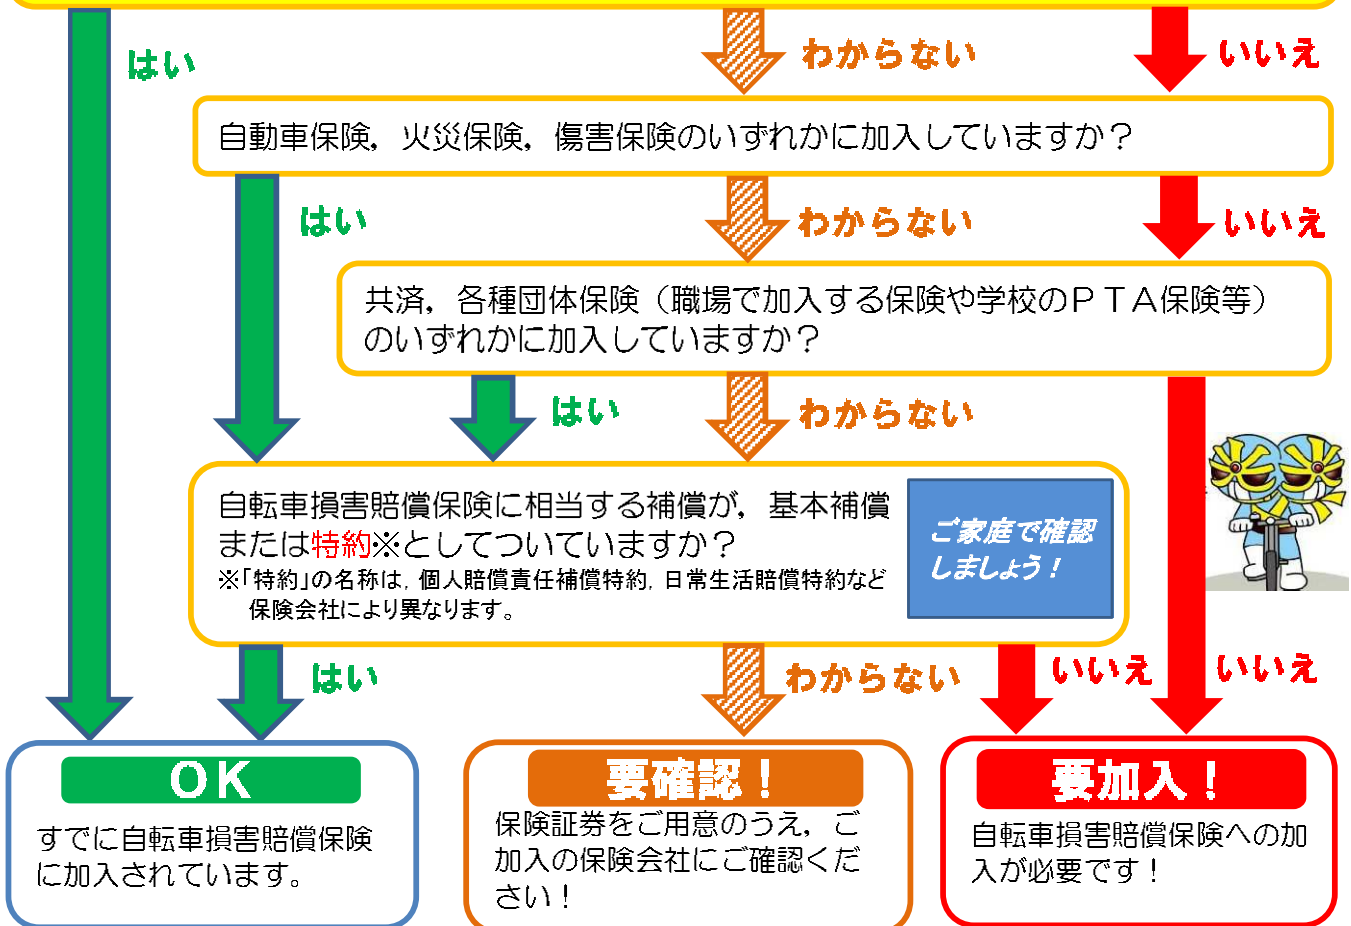 はい
わからない
いいえ
自動車保険，火災保険，傷害保険のいずれかに加入していますか？
はい
わからない
いいえ
共済，各種団体保険（職場で加入する保険や学校のＰＴＡ保険等）
のいずれかに加入していますか？
はい
わからない
自転車損害賠償保険に相当する補償が，基本補償
または特約※としてついていますか？
※「特約」の名称は，個人賠償責任補償特約，日常生活賠償特約など
保険会社により異なります。
ご家庭で確認
しましょう！
はい
わからない
いいえ
いいえ
ＯＫ
すでに自転車損害賠償保険
に加入されています。
要確認！
保険証券をご用意のうえ，ご
加入の保険会社にご確認くだ
さい！
要加入！
自転車損害賠償保険への加
入が必要です！